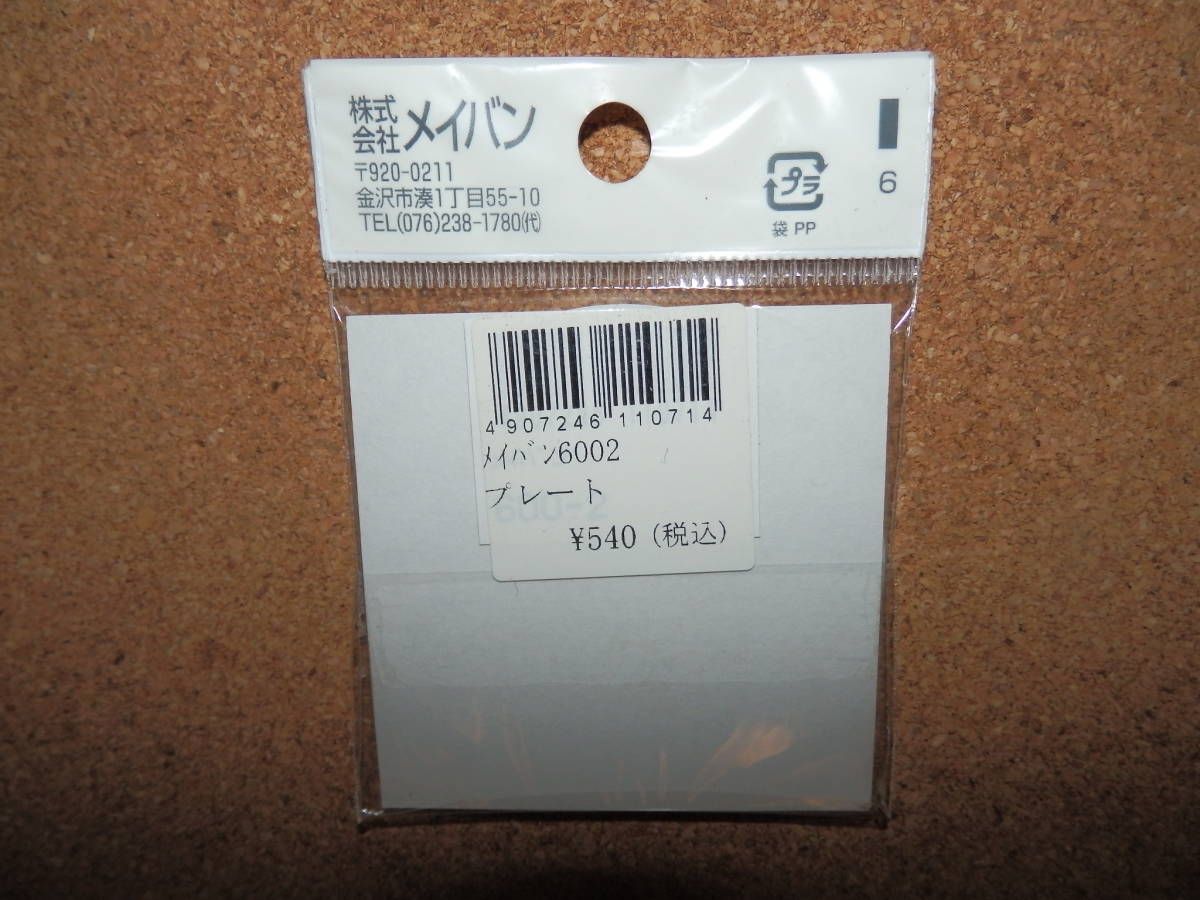 株式会社 メイバン
〒920-0211
金沢市湊1丁目55-10
TEL(076)238-1780(代)
プラ
袋 PP
6
4 907246 110714
ﾒｲﾊﾞﾝ6002
プレート
600-2
¥540 (税込)